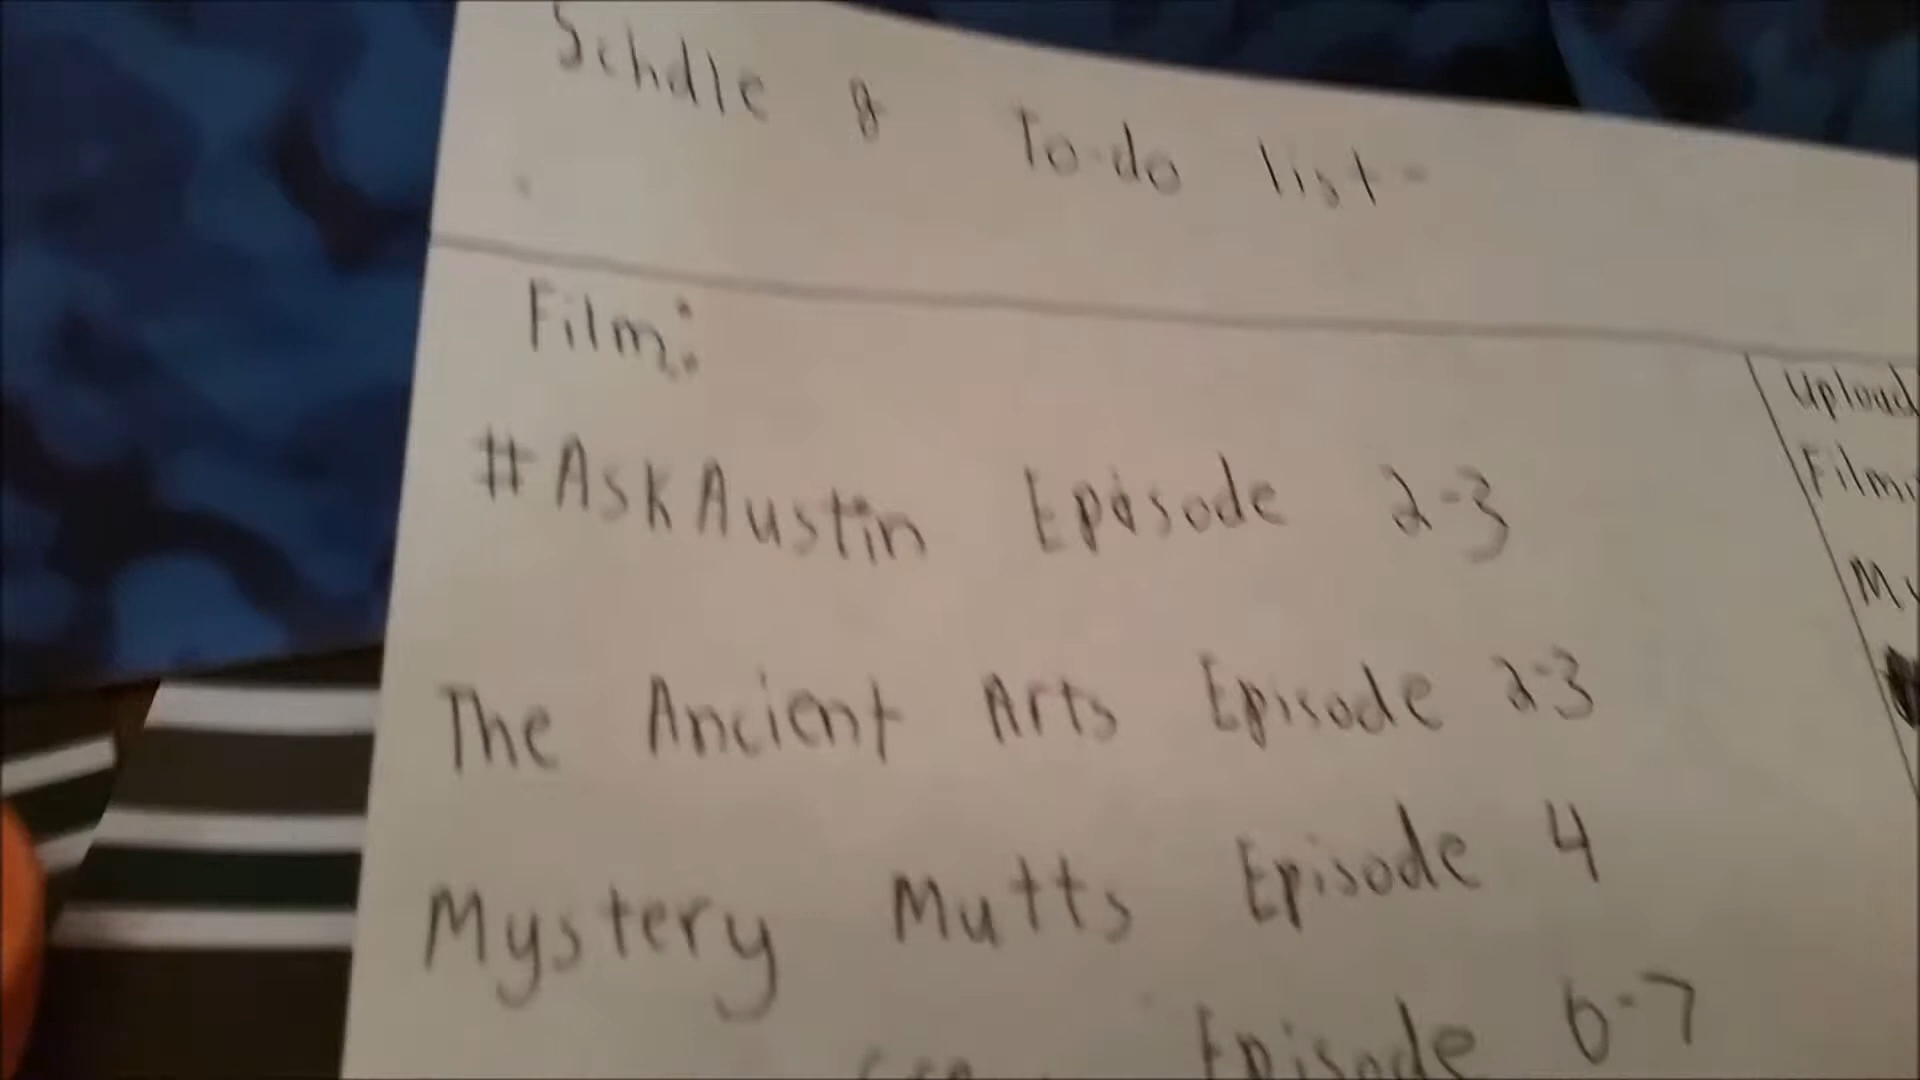 Schdle & To-do list-
Film:
#AskAustin Episode 2-3
The Ancient Arts Episode 2-3
Mystery Mutts Episode 4
Episode 6-7
Upload
Film
My